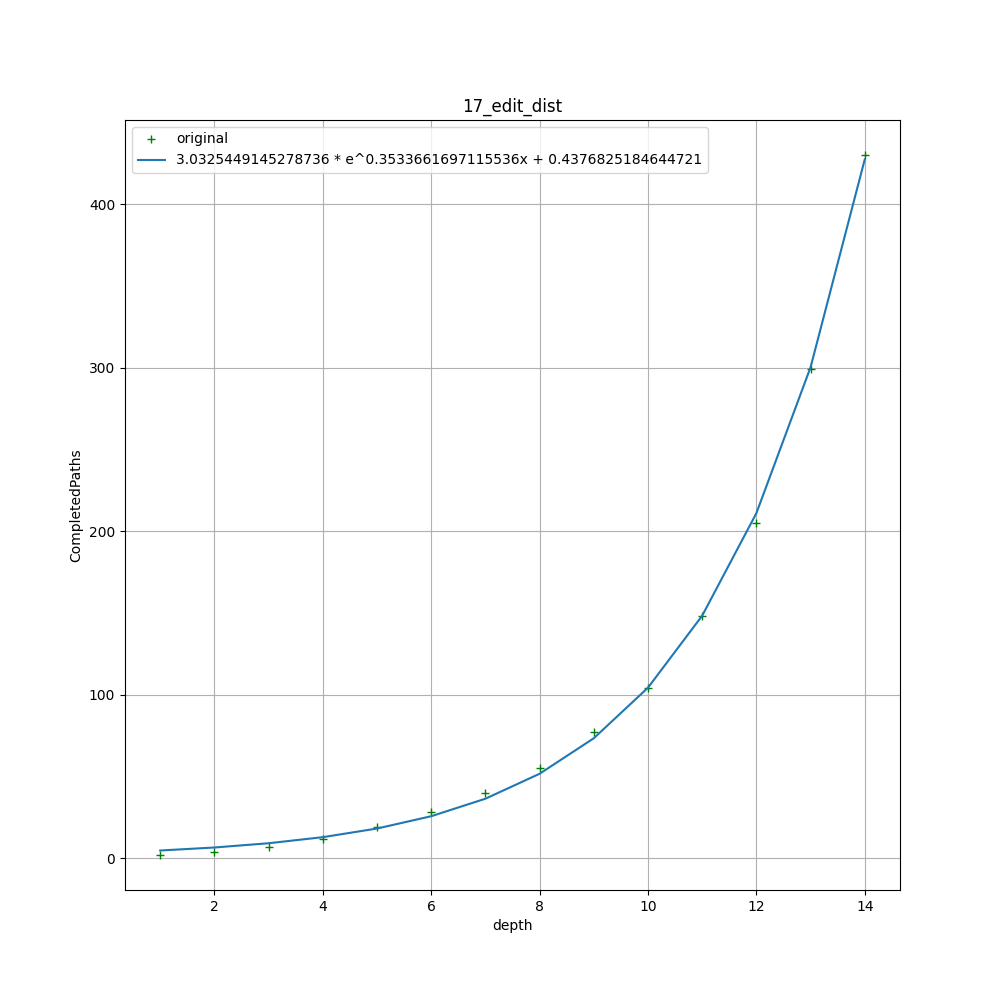 17_edit_dist
original
3.0325449145278736 * e^0.3533661697115536x + 0.4376825184644721
400
300
200
100
0
CompletedPaths
2 4 6 8 10 12 14
depth